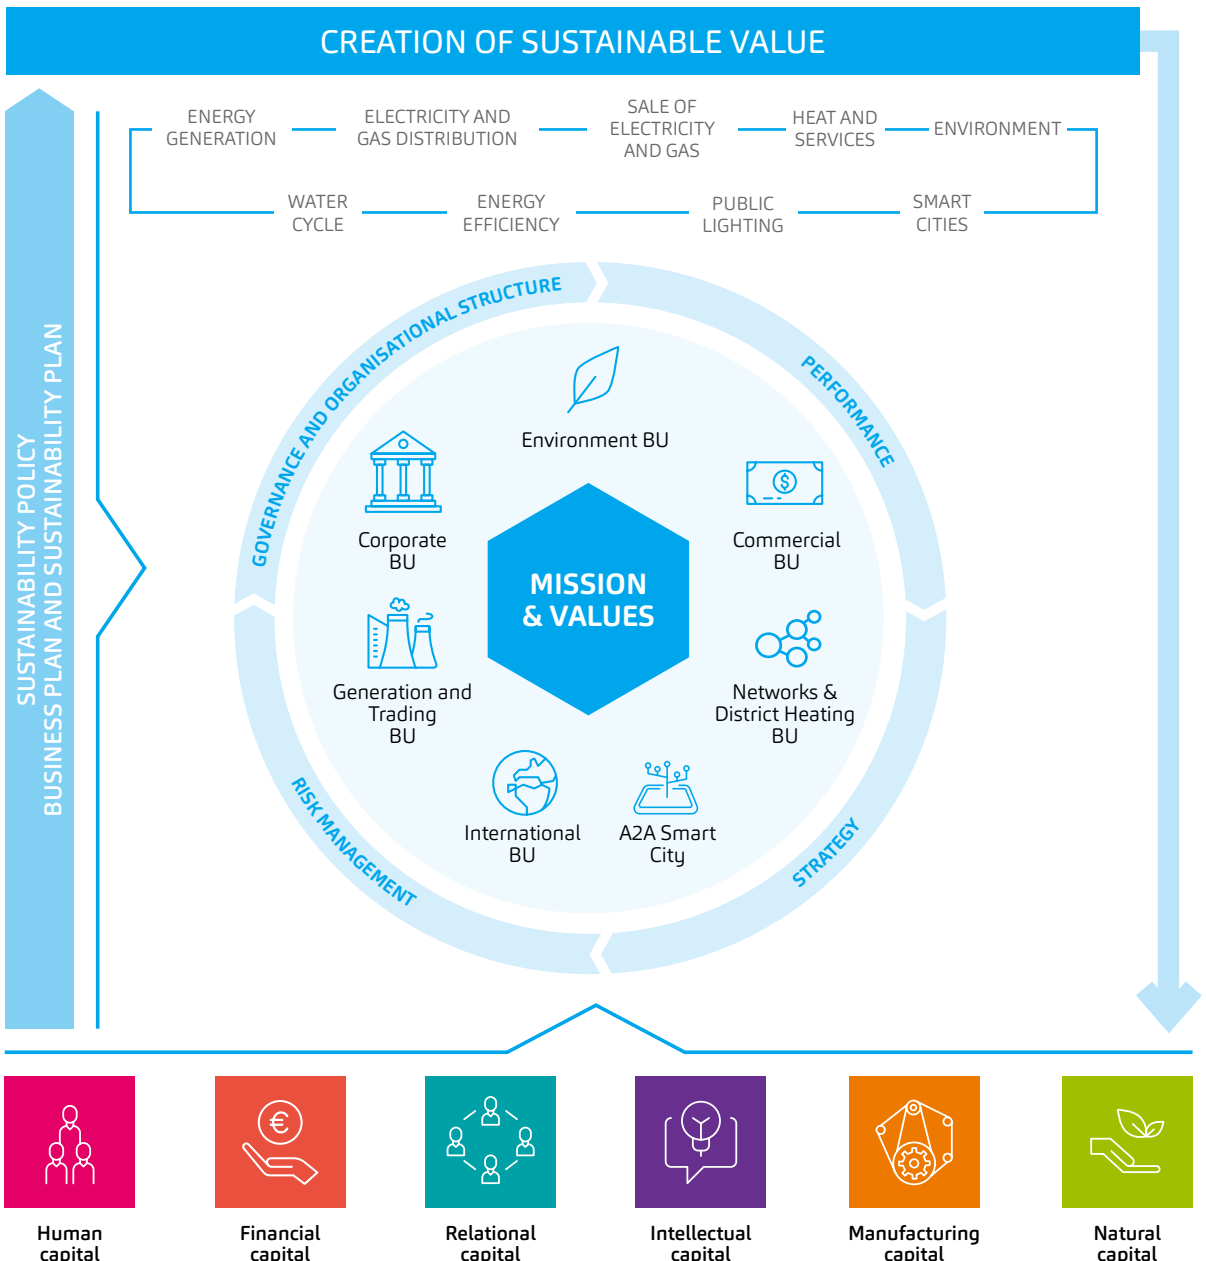 CREATION OF SUSTAINABLE VALUE
SUSTAINABILITY POLICY
BUSINESS PLAN AND SUSTAINABILITY PLAN
ENERGY
GENERATION
ELECTRICITY AND
GAS DISTRIBUTION
SALE OF
ELECTRICITY
AND GAS
HEAT AND
SERVICES
ENVIRONMENT
WATER
CYCLE
ENERGY
EFFICIENCY
PUBLIC
LIGHTING
SMART
CITIES
GOVERNANCE AND ORGANISATIONAL STRUCTURE
PERFORMANCE
STRATEGY
RISK MANAGEMENT
Environment BU
Corporate
BU
$
Commercial
BU
MISSION
& VALUES
Generation and
Trading
BU
Networks &
District Heating
BU
International
BU
A2A Smart
City
€
Human
capital
Financial
capital
Relational
capital
Intellectual
capital
Manufacturing
capital
Natural
capital